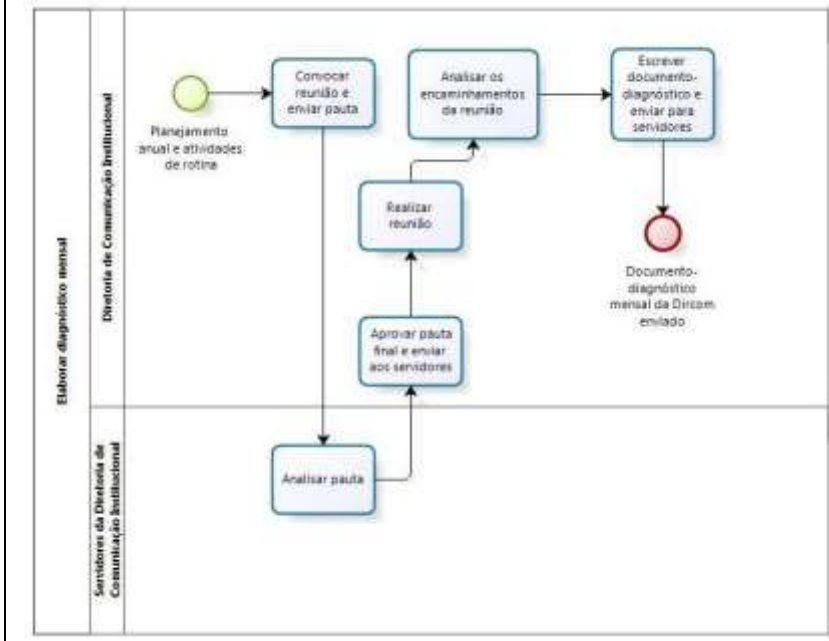 Elaborar diagnóstico mensal
Diretoria de Comunicação Institucional
Planejamento
anual e atividades
de rotina
Convocar
reunião e
enviar pauta
Analisar pauta
Aprovar pauta
final e enviar
aos servidores
Realizar
reunião
Analisar os
encaminhamentos
da reunião
Escrever
documento-
diagnóstico e
enviar para
servidores
Documento-
diagnóstico
mensal da Dircom
enviado
Servidores da Diretoria de
Comunicação Institucional